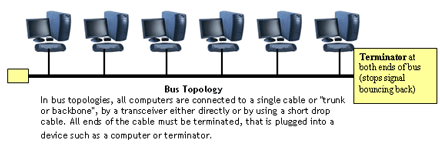 Terminator at
both ends of bus
(stops signal
bouncing back)
Bus Topology
In bus topologies, all computers are connected to a single cable or "trunk
or backbone", by a transceiver either directly or by using a short drop
cable. All ends of the cable must be terminated, that is plugged into a
device such as a computer or terminator.